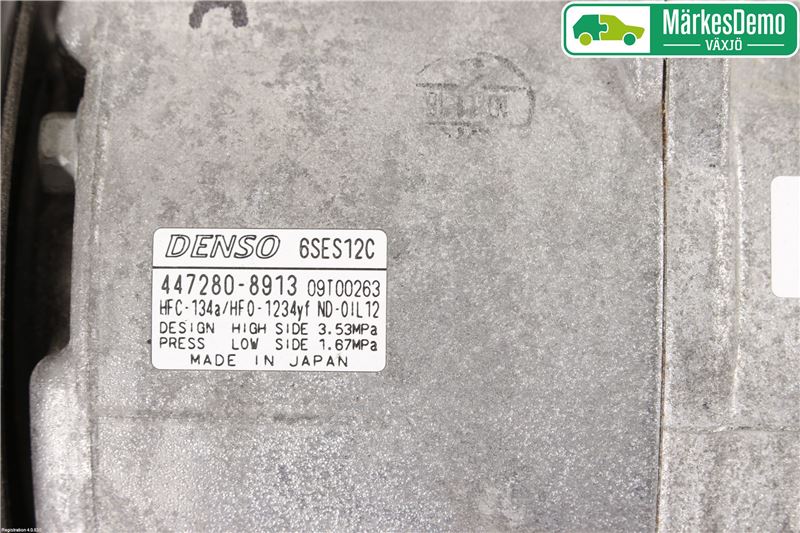 MärkesDemo
VÄXJÖ
DENSO 6SES12C
447280-8913 09T00263
HFC-134a/HFO-1234yf ND-OIL12
DESIGN HIGH SIDE 3.53MPa
PRESS LOW SIDE 1.67MPa
MADE IN JAPAN